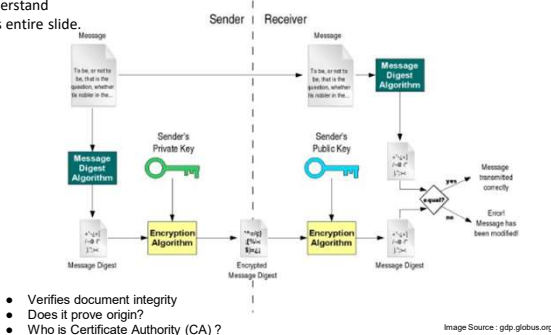 erstand
s entire slide.
Sender
Receiver
Message
Message
To be, or not to
be, that is the
question, whether
tis nobler in the...
To be, or not to
be, that is the
question, whether
tis nobler in the...
Message
Digest
Algorithm
Sender's
Private Key
Sender's
Public Key
Message
Digest
Algorithm
yes
equal?
no
Message
transmitted
correctly
Error!
Message has
been modified!
Encryption
Algorithm
Encryption
Algorithm
Message Digest
Encrypted
Message Digest
Message Digest
● Verifies document integrity
● Does it prove origin?
● Who is Certificate Authority (CA) ?
Image Source : gdp.globus.org